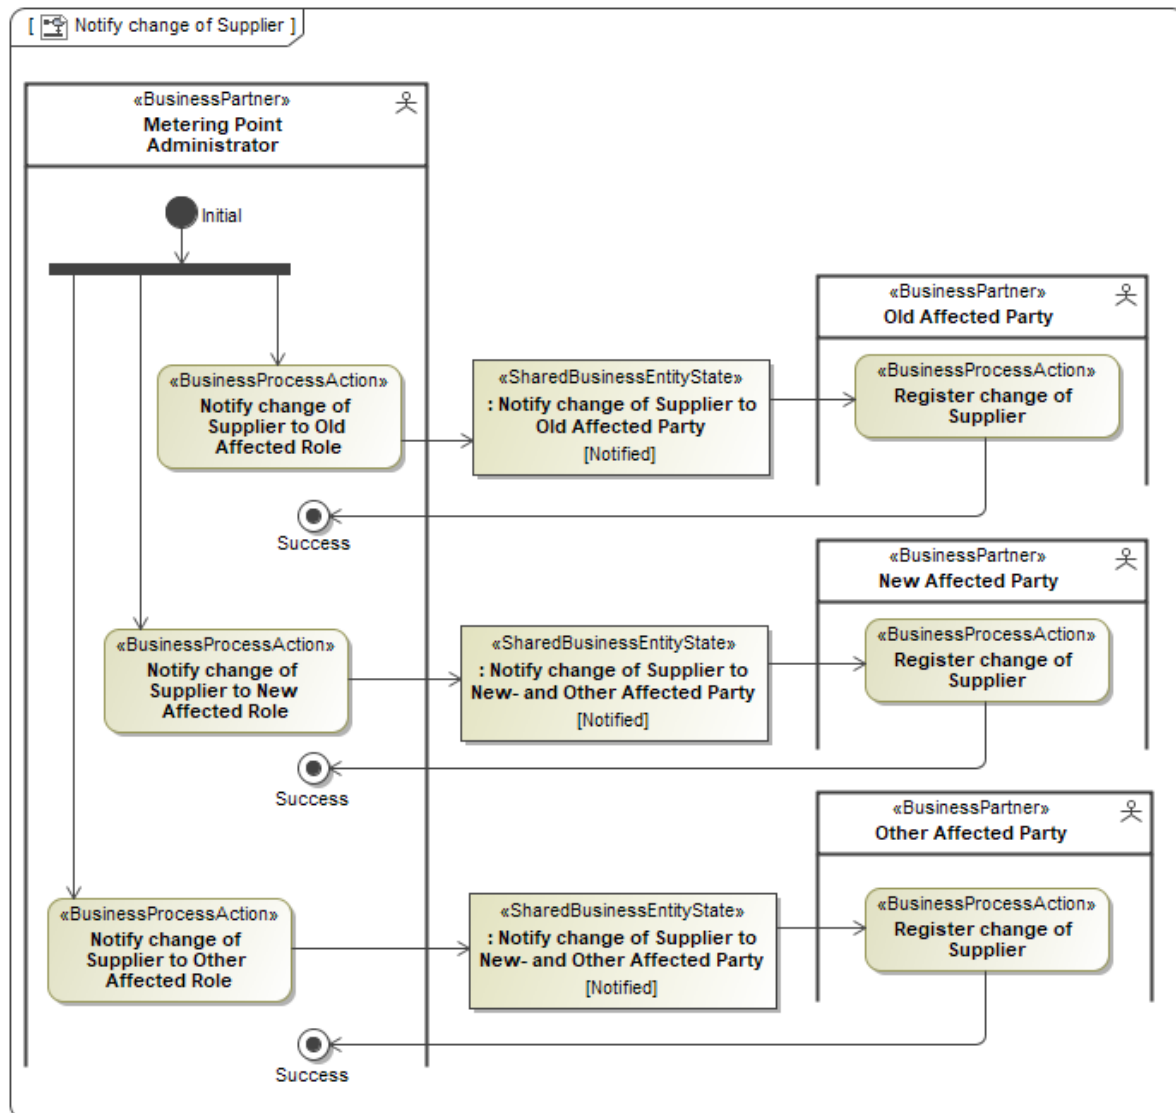 [ Notify change of Supplier ]
«BusinessPartner»
Metering Point
Administrator
Initial
«BusinessPartner»
Old Affected Party
«BusinessProcessAction»
Notify change of
Supplier to Old
Affected Role
«SharedBusinessEntityState»
: Notify change of Supplier to
Old Affected Party
[Notified]
«BusinessProcessAction»
Register change of
Supplier
Success
«BusinessPartner»
New Affected Party
«BusinessProcessAction»
Notify change of
Supplier to New
Affected Role
«SharedBusinessEntityState»
: Notify change of Supplier to
New- and Other Affected Party
[Notified]
«BusinessProcessAction»
Register change of
Supplier
Success
«BusinessPartner»
Other Affected Party
«BusinessProcessAction»
Notify change of
Supplier to Other
Affected Role
«SharedBusinessEntityState»
: Notify change of Supplier to
New- and Other Affected Party
[Notified]
«BusinessProcessAction»
Register change of
Supplier
Success